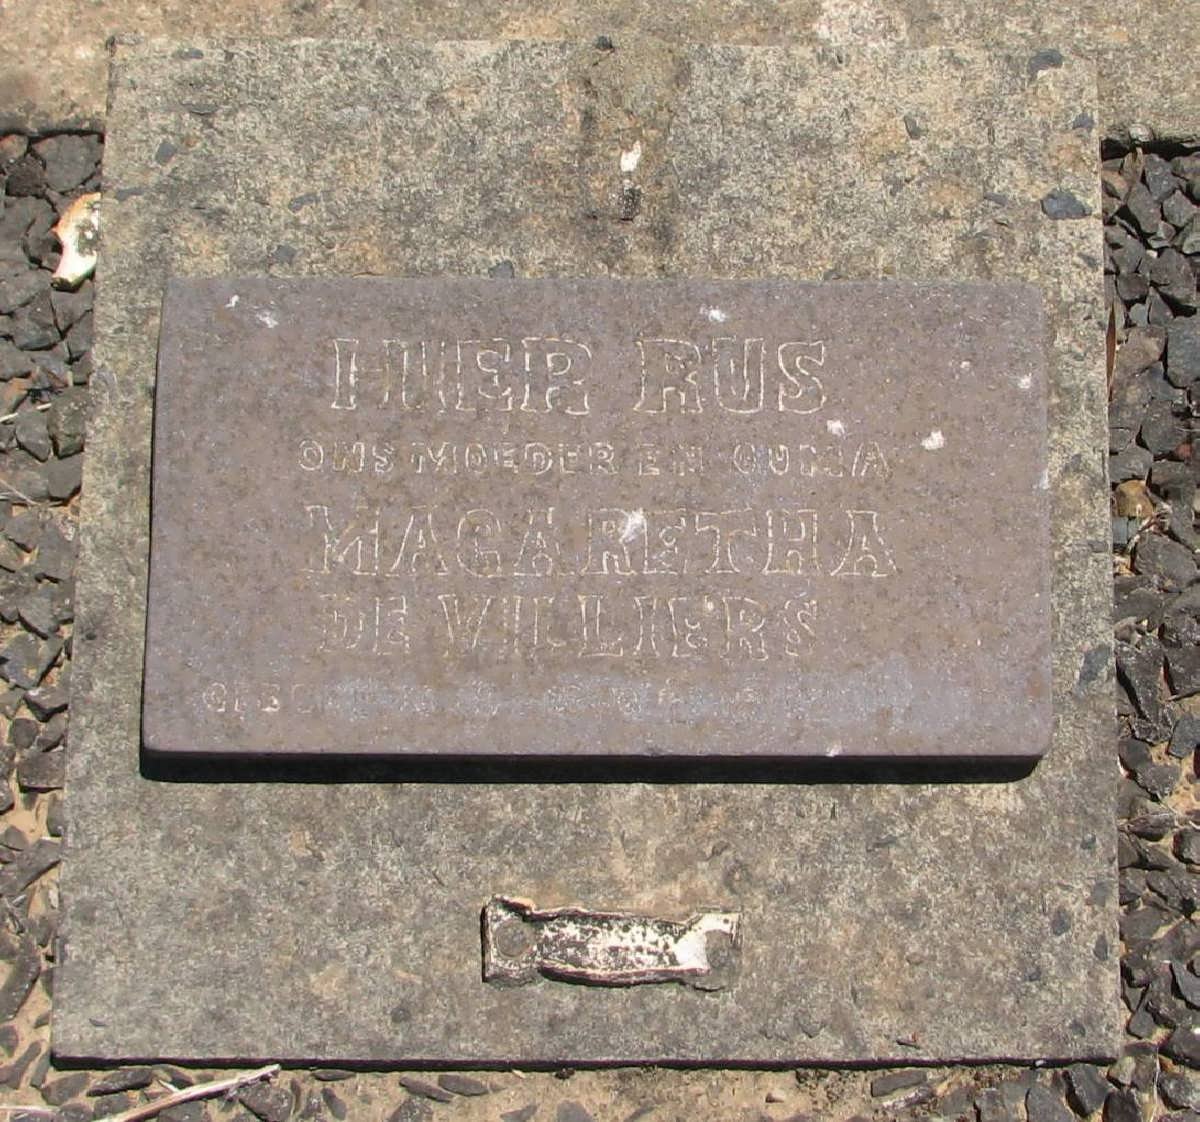 HIER RUS
ONS MOEDER EN OUMA
MAGARETHA
DE VILLIERS